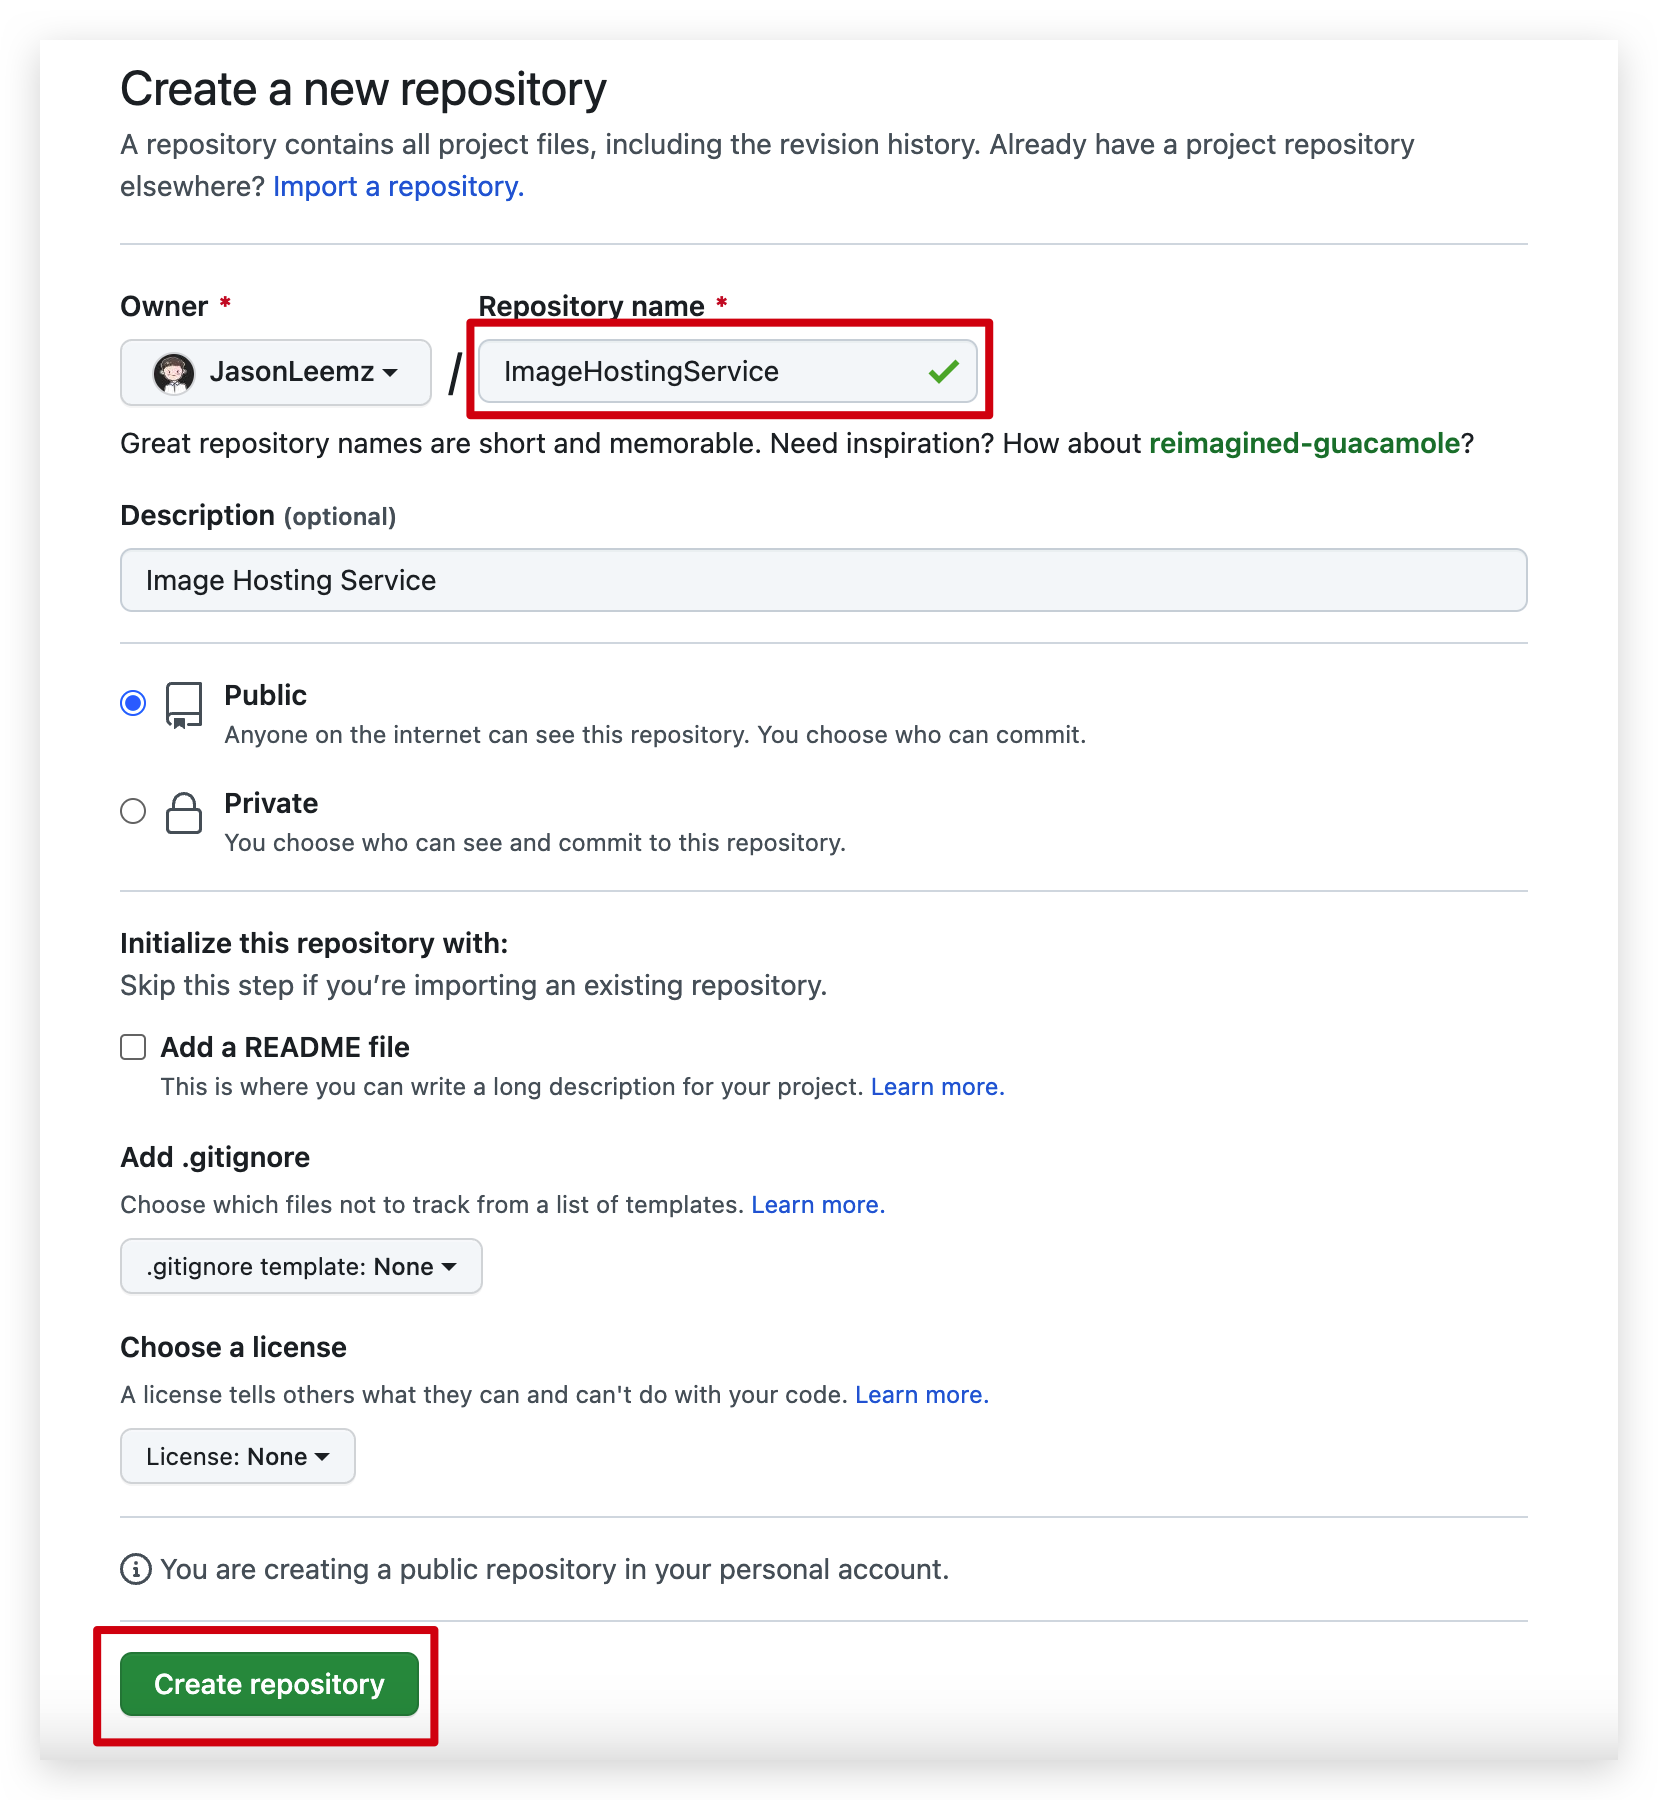 Create a new repository
A repository contains all project files, including the revision history. Already have a project repository
elsewhere? Import a repository.
Owner *
Repository name *
JasonLeemz
/
ImageHostingService
Great repository names are short and memorable. Need inspiration? How about reimagined-guacamole?
Description (optional)
Image Hosting Service
Public
Anyone on the internet can see this repository. You choose who can commit.
Private
You choose who can see and commit to this repository.
Initialize this repository with:
Skip this step if you’re importing an existing repository.
Add a README file
This is where you can write a long description for your project. Learn more.
Add .gitignore
Choose which files not to track from a list of templates. Learn more.
.gitignore template: None
Choose a license
A license tells others what they can and can't do with your code. Learn more.
License: None
You are creating a public repository in your personal account.
Create repository